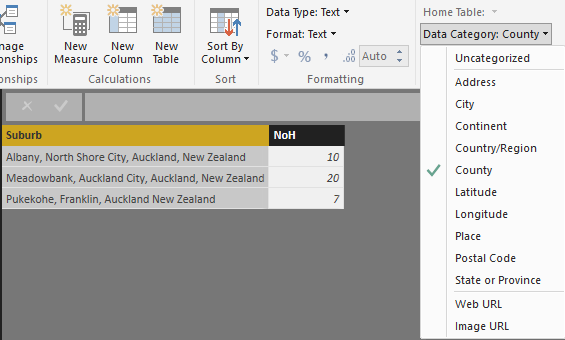 Data Type: Text
Home Table:
Format: Text
Data Category: County
$ % , .00 Auto
nage
ionships
New
Measure
New
Column
New
Table
Sort By
Column
onships
Calculations
Sort
Formatting
Uncategorized
Address
City
Continent
Country/Region
County
Latitude
Longitude
Place
Postal Code
State or Province
Web URL
Image URL
Suburb NoH
Albany, North Shore City, Auckland, New Zealand 10
Meadowbank, Auckland City, Auckland, New Zealand 20
Pukekohe, Franklin, Auckland New Zealand 7